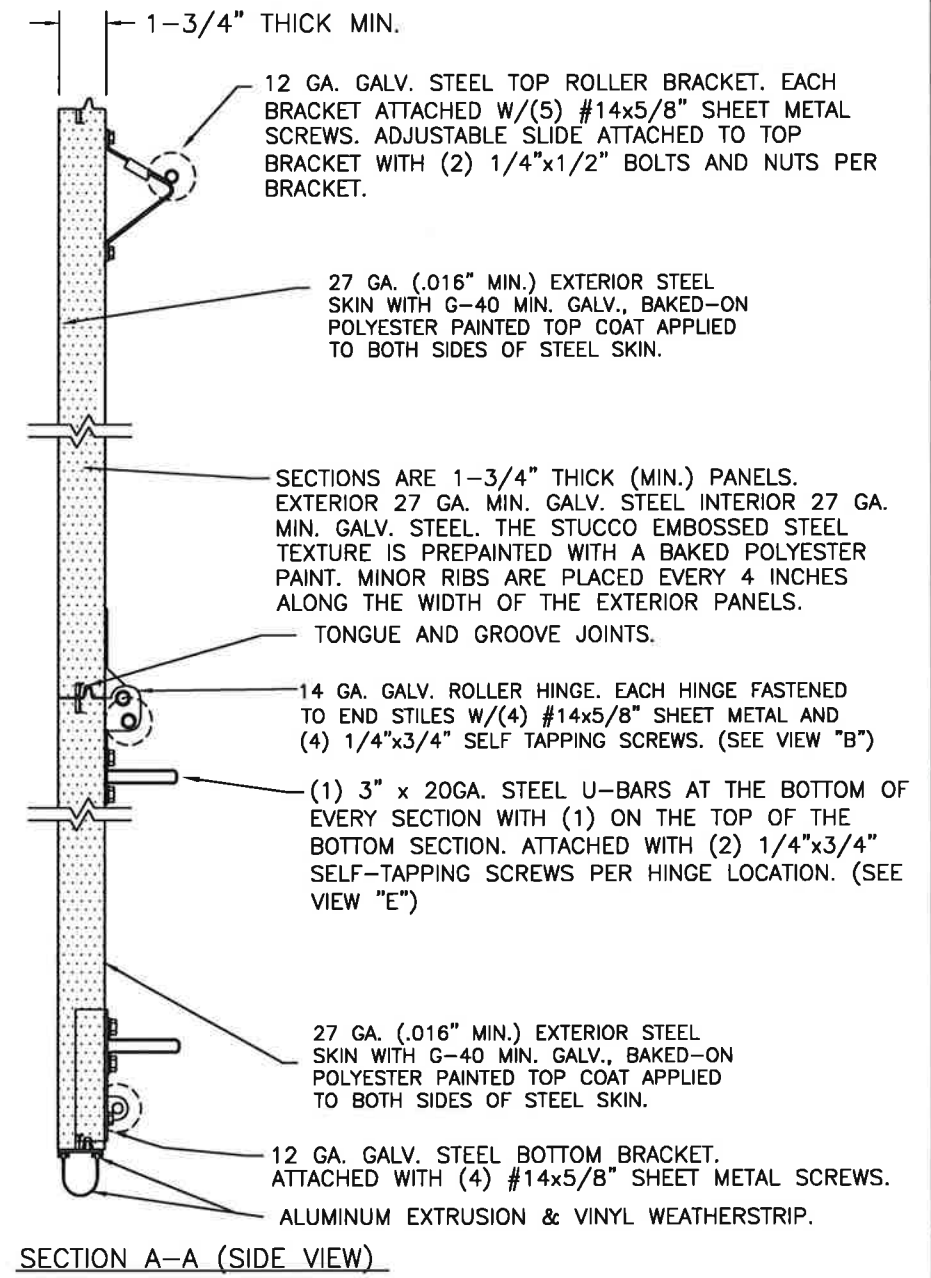 1-3/4" THICK MIN.
12 GA. GALV. STEEL TOP ROLLER BRACKET. EACH
BRACKET ATTACHED W/(5) #14x5/8" SHEET METAL
SCREWS. ADJUSTABLE SLIDE ATTACHED TO TOP
BRACKET WITH (2) 1/4"x1/2" BOLTS AND NUTS PER
BRACKET.
27 GA. (.016" MIN.) EXTERIOR STEEL
SKIN WITH G-40 MIN. GALV., BAKED-ON
POLYESTER PAINTED TOP COAT APPLIED
TO BOTH SIDES OF STEEL SKIN.
SECTIONS ARE 1-3/4" THICK (MIN.) PANELS.
EXTERIOR 27 GA. MIN. GALV. STEEL INTERIOR 27 GA.
MIN. GALV. STEEL. THE STUCCO EMBOSSED STEEL
TEXTURE IS PREPAINTED WITH A BAKED POLYESTER
PAINT. MINOR RIBS ARE PLACED EVERY 4 INCHES
ALONG THE WIDTH OF THE EXTERIOR PANELS.
TONGUE AND GROOVE JOINTS.
14 GA. GALV. ROLLER HINGE. EACH HINGE FASTENED
TO END STILES W/(4) #14x5/8" SHEET METAL AND
(4) 1/4"x3/4" SELF TAPPING SCREWS. (SEE VIEW "B")
(1) 3" x 20GA. STEEL U-BARS AT THE BOTTOM OF
EVERY SECTION WITH (1) ON THE TOP OF THE
BOTTOM SECTION. ATTACHED WITH (2) 1/4"x3/4"
SELF-TAPPING SCREWS PER HINGE LOCATION. (SEE
VIEW "E")
27 GA. (.016" MIN.) EXTERIOR STEEL
SKIN WITH G-40 MIN. GALV., BAKED-ON
POLYESTER PAINTED TOP COAT APPLIED
TO BOTH SIDES OF STEEL SKIN.
12 GA. GALV. STEEL BOTTOM BRACKET.
ATTACHED WITH (4) #14x5/8" SHEET METAL SCREWS.
ALUMINUM EXTRUSION & VINYL WEATHERSTRIP.
SECTION A-A (SIDE VIEW)